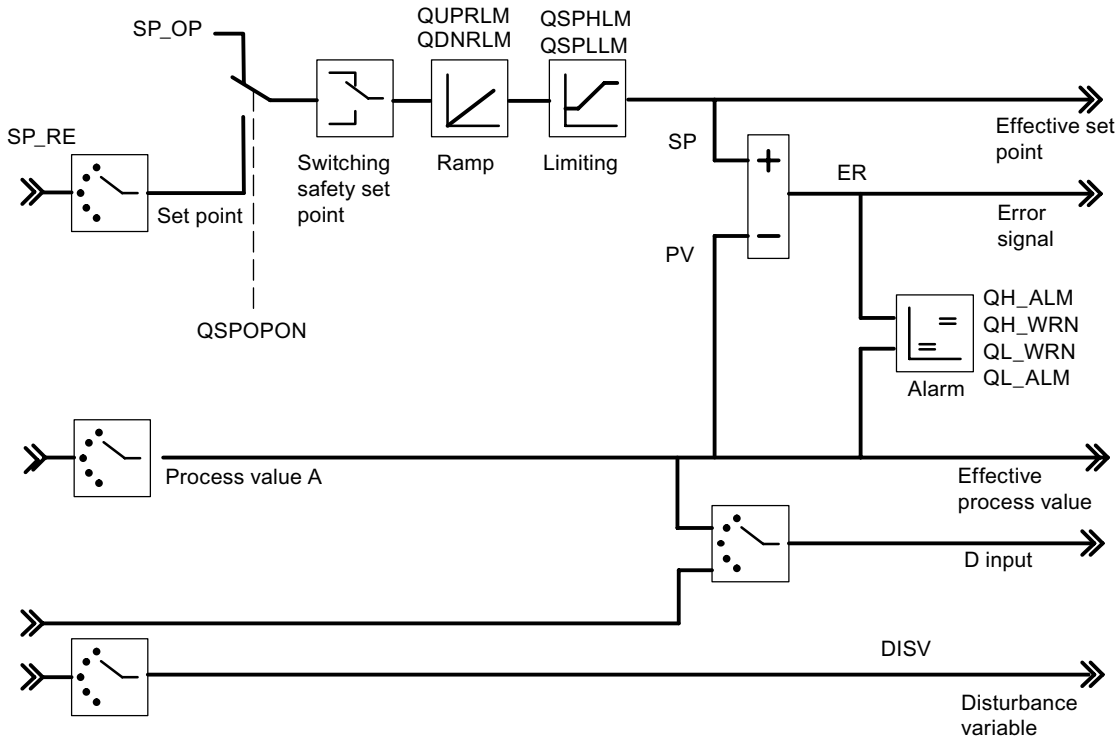 SP_OP
QUPRLM
QDNRLM
QSPHLM
QSPLLM
SP_RE
Set point
Switching
safety set
point
Ramp
Limiting
SP
ER
Effective set
point
Error
signal
PV
QSPOPON
QH_ALM
QH_WRN
QL_WRN
QL_ALM
Alarm
Process value A
Effective
process value
D input
DISV
Disturbance
variable